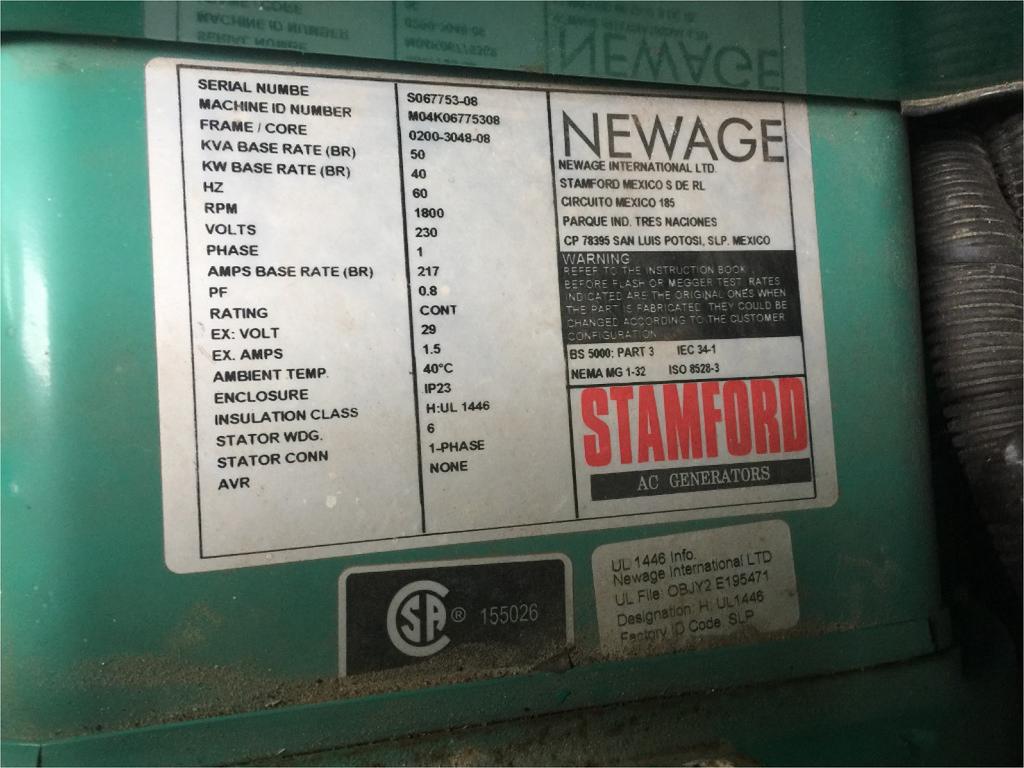 SERIAL NUMBE S067753-08
MACHINE ID NUMBER M04K06775308
FRAME / CORE 0200-3048-08
KVA BASE RATE (BR) 50
KW BASE RATE (BR) 40
HZ 60
RPM 1800
VOLTS 230
PHASE 1
AMPS BASE RATE (BR) 217
PF 0.8
RATING CONT
EX: VOLT 29
EX. AMPS 1.5
AMBIENT TEMP. 40°C
ENCLOSURE IP23
INSULATION CLASS H:UL 1446
STATOR WDG. 6
STATOR CONN 1-PHASE
AVR NONE
NEWAGE
NEWAGE INTERNATIONAL LTD.
STAMFORD MEXICO S DE RL
CIRCUITO MEXICO 185
PARQUE IND. TRES NACIONES
CP 78395 SAN LUIS POTOSI, SLP. MEXICO
WARNING
REFER TO THE INSTRUCTION BOOK
BEFORE FLASH OR MEGGER TEST. RATES
INDICATED ARE THE ORIGINAL ONES WHEN
THE PART IS FABRICATED. THEY COULD BE
CHANGED ACCORDING TO THE CUSTOMER
CONFIGURATION.
BS 5000: PART 3 IEC 34-1
NEMA MG 1-32 ISO 8528-3
STAMFORD
AC GENERATORS
CSA ® 155026
UL 1446 Info.
Newage International LTD
UL File: OBJY2 E195471
Designation: H: UL1446
Factory ID Code: SLP